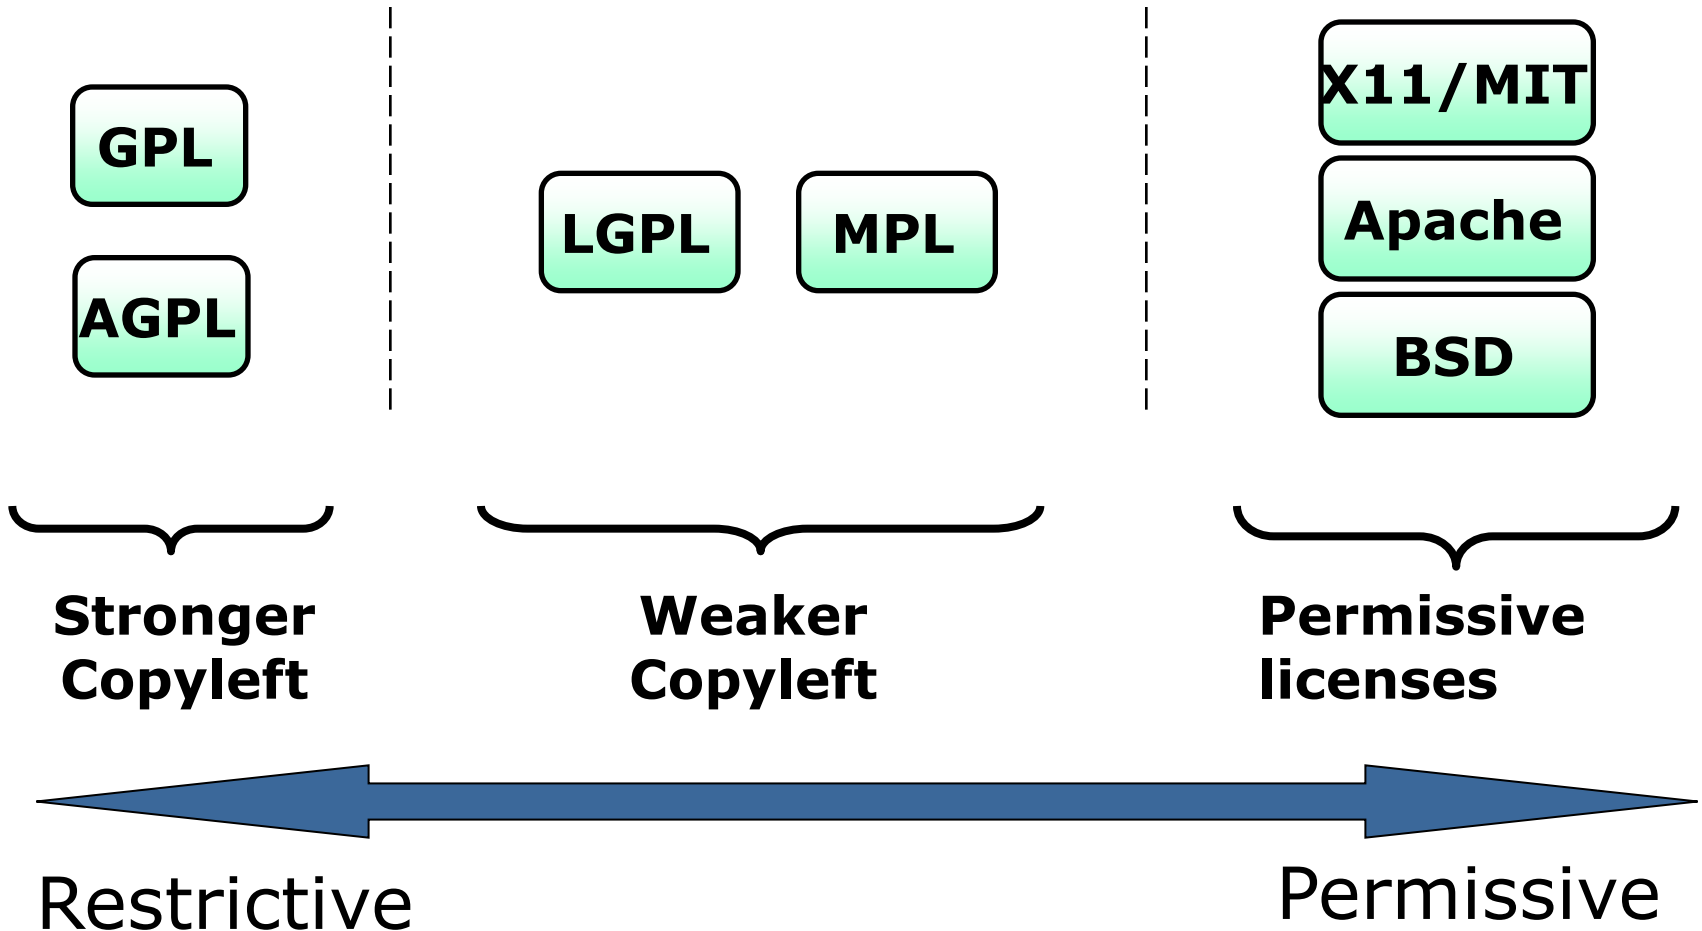 GPL
AGPL
LGPL
MPL
X11/MIT
Apache
BSD
Stronger
Copyleft
Weaker
Copyleft
Permissive
licenses
Restrictive
Permissive